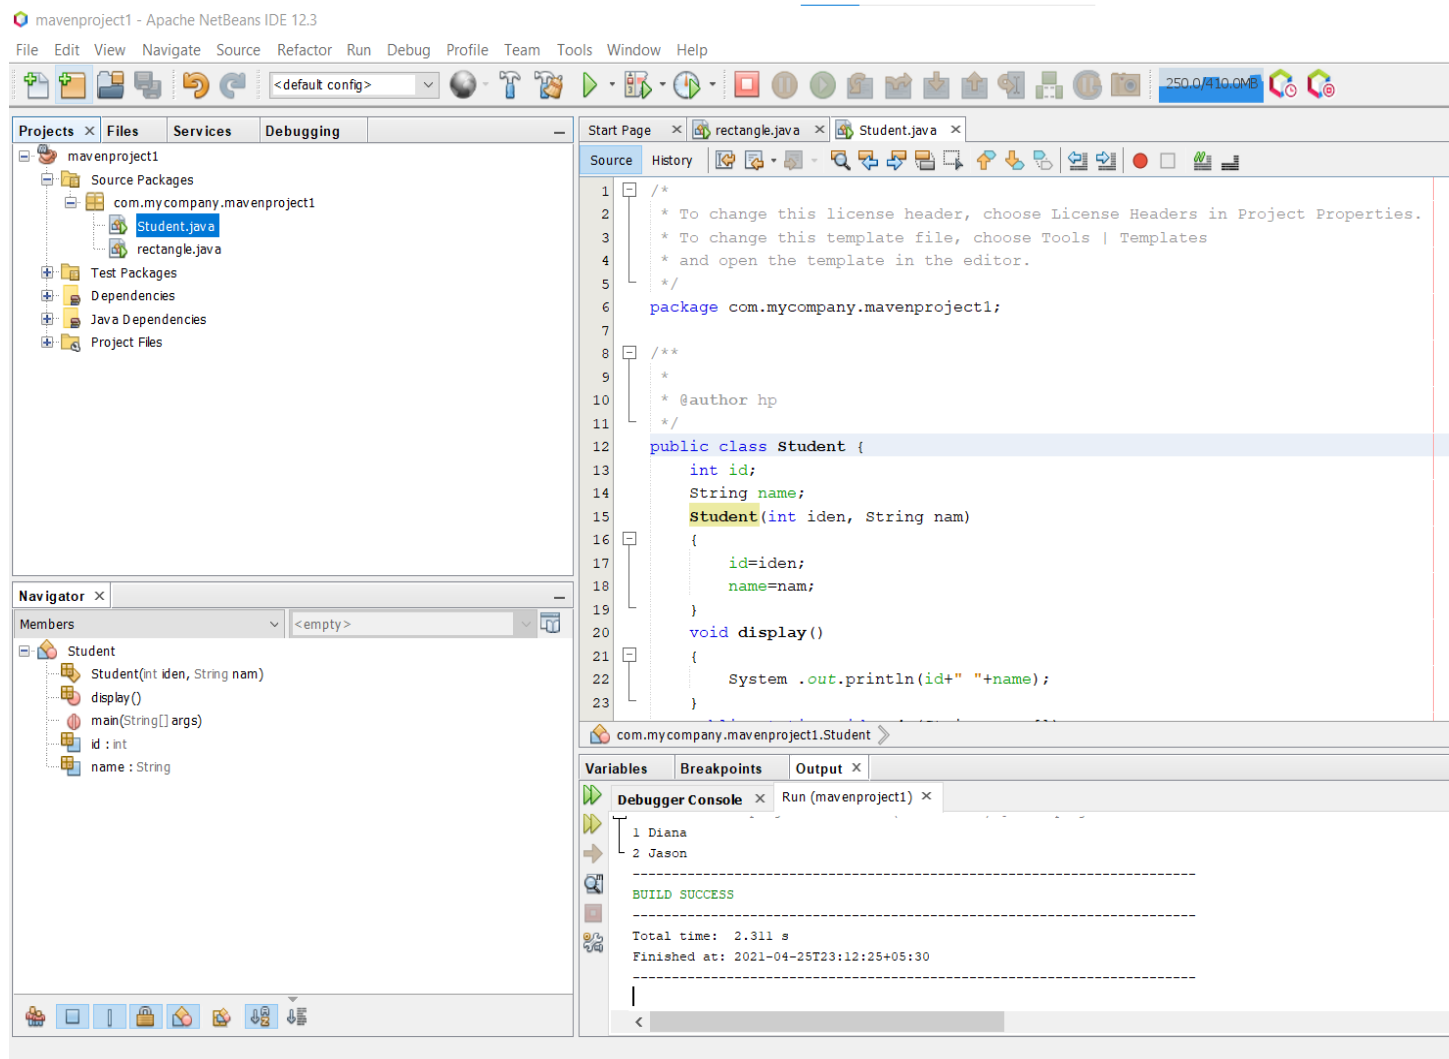 mavenproject1 - Apache NetBeans IDE 12.3
File Edit View Navigate Source Refactor Run Debug Profile Team Tools Window Help
<default config>
250.0/410.0MB
Projects Files Services Debugging
mavenproject1
Source Packages
com.mycompany.mavenproject1
Student.java
rectangle.java
Test Packages
Dependencies
Java Dependencies
Project Files
Navigator
Members <empty>
Student
Student(int iden, String nam)
display()
main(String[] args)
id : int
name : String
Start Page rectangle.java Student.java
Source History
1 /*
2 * To change this license header, choose License Headers in Project Properties.
3 * To change this template file, choose Tools | Templates
4 * and open the template in the editor.
5 */
6 package com.mycompany.mavenproject1;
7
8 /**
9 *
10 * @author hp
11 */
12 public class Student {
13 int id;
14 String name;
15 Student(int iden, String nam)
16 {
17 id=iden;
18 name=nam;
19 }
20 void display()
21 {
22 System .out.println(id+" "+name);
23 }
com.mycompany.mavenproject1.Student
Variables Breakpoints Output
Debugger Console Run (mavenproject1)
1 Diana
2 Jason
------------------------------------------------------------------------
BUILD SUCCESS
------------------------------------------------------------------------
Total time: 2.311 s
Finished at: 2021-04-25T23:12:25+05:30
------------------------------------------------------------------------